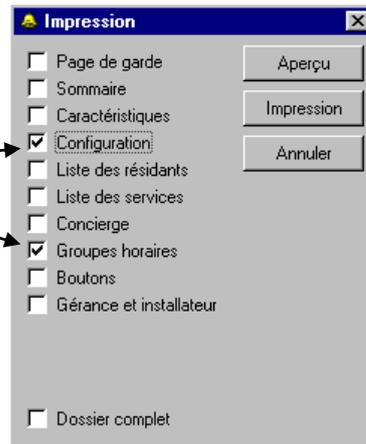 Impression
Page de garde
Aperçu
Sommaire
Caractéristiques
Impression
Configuration
Annuler
Liste des résidants
Liste des services
Concierge
Groupes horaires
Boutons
Gérance et installateur
Dossier complet